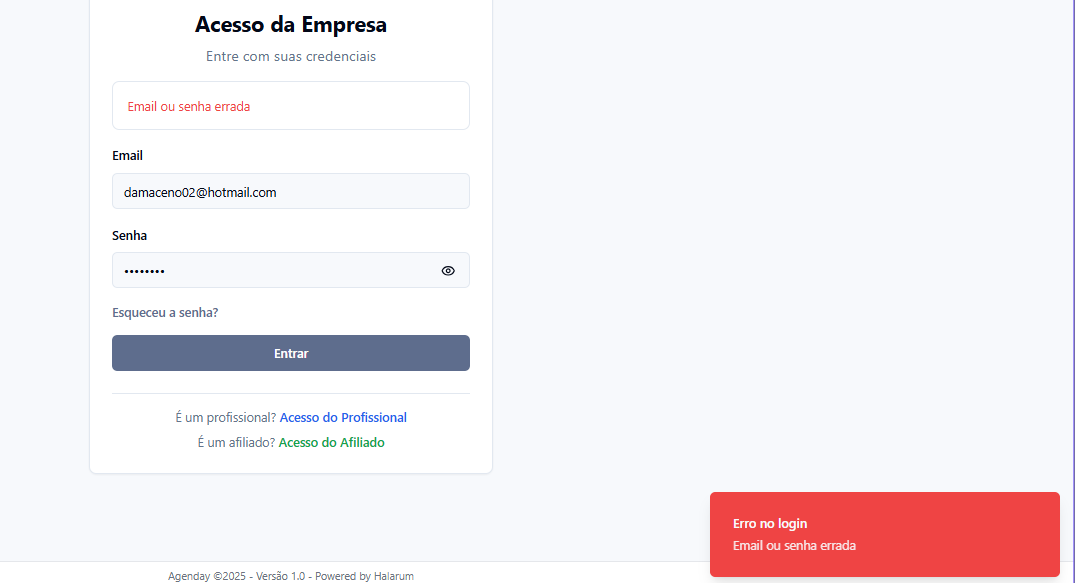 Acesso da Empresa
Entre com suas credenciais
Email ou senha errada
Email
damaceno02@hotmail.com
Senha
••••••••
Esqueceu a senha?
Entrar
É um profissional? Acesso do Profissional
É um afiliado? Acesso do Afiliado
Erro no login
Email ou senha errada
Agenday ©2025 - Versão 1.0 - Powered by Halarum